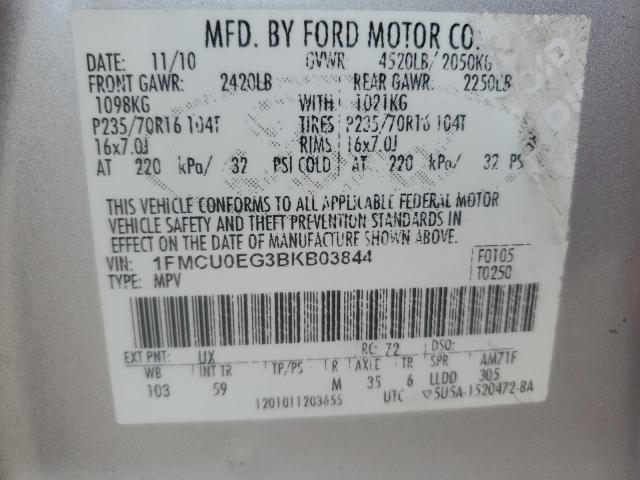 MFD. BY FORD MOTOR CO.
DATE: 11/10 GVWR: 4520LB/ 2050KG
FRONT GAWR: 2420LB REAR GAWR: 2250LB
1098KG WITH 1021KG
P235/70R16 104T TIRES P235/70R16 104T
16x7.0J RIMS 16x7.0J
AT 220 kPa/ 32 PSI COLD AT 220 kPa/ 32 PS
THIS VEHICLE CONFORMS TO ALL APPLICABLE FEDERAL MOTOR
VEHICLE SAFETY AND THEFT PREVENTION STANDARDS IN
EFFECT ON THE DATE OF MANUFACTURE SHOWN ABOVE.
VIN: 1FMCU0EG3BKB03844 F0105
TYPE: MPV T0250
EXT PNT: UX RC: 72 DSO:
WB INT TR TP/PS R AXLE TR SPR AM71F
103 59 M 35 6 LLDD 305
1201011203655 UTC ▽5U5A-1520472-BA